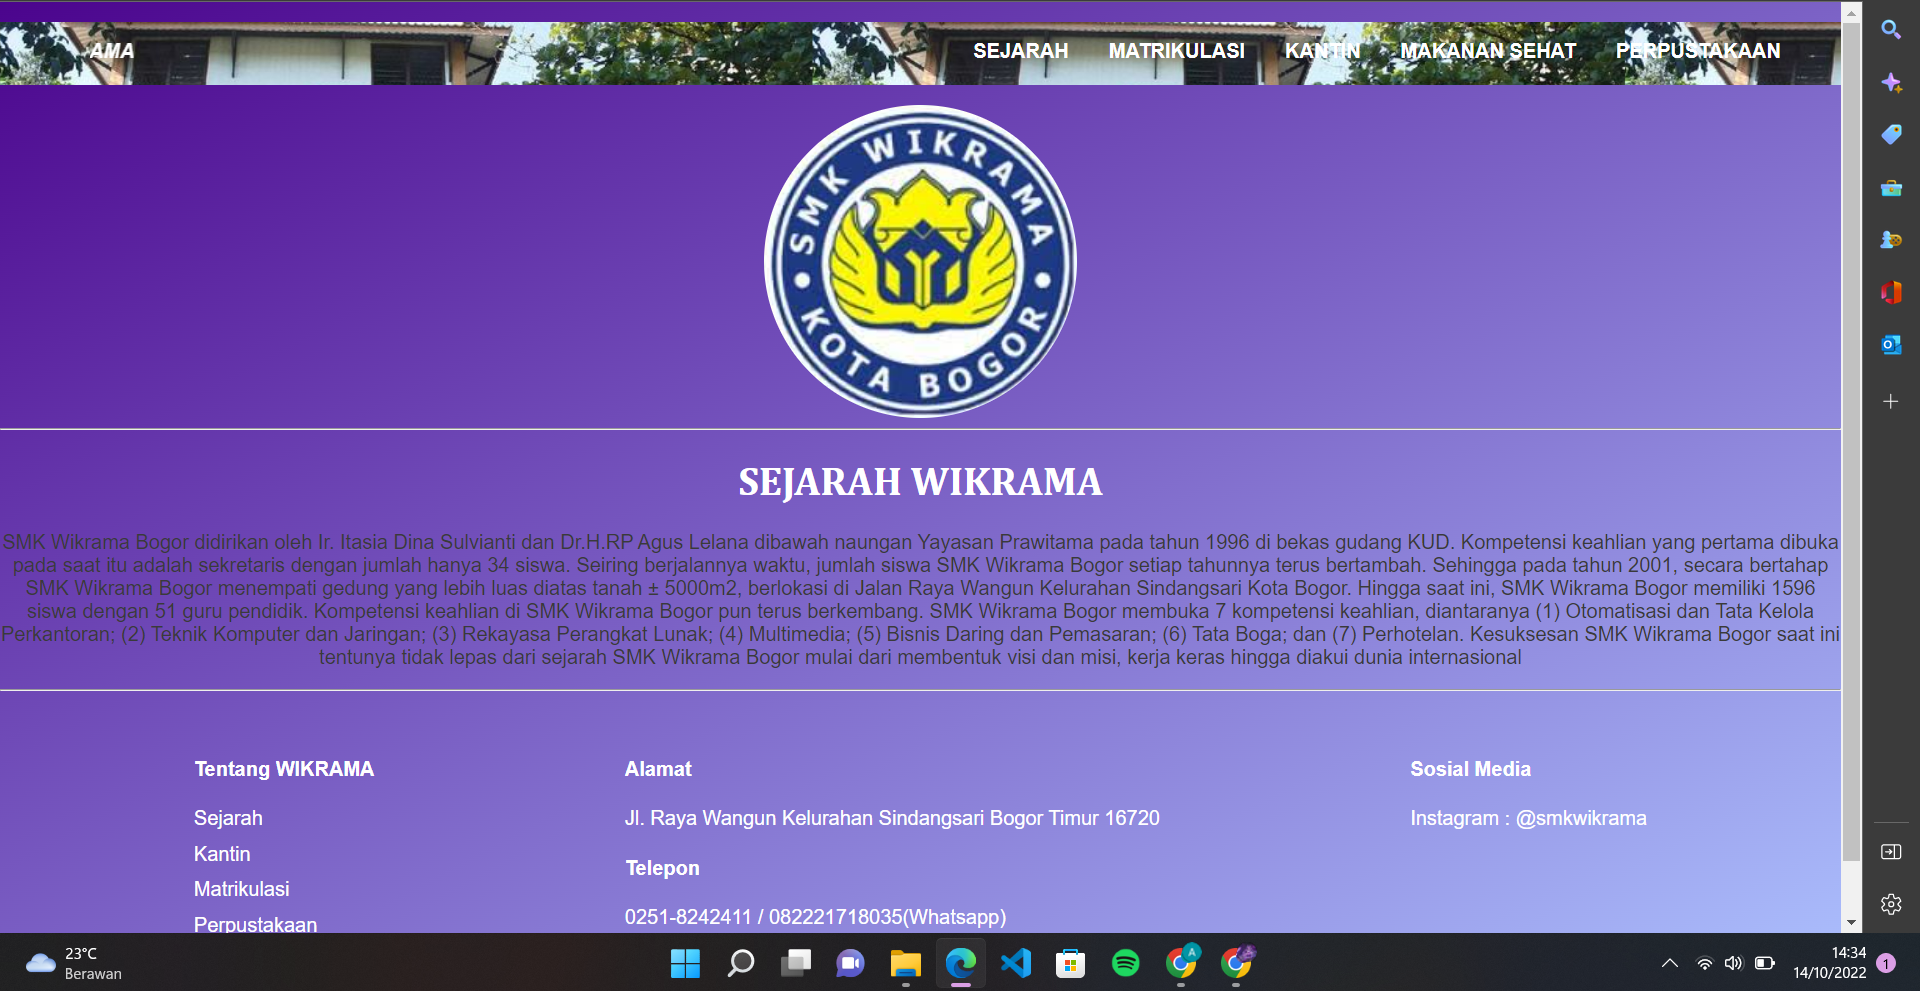 AMA
SEJARAH MATRIKULASI KANTIN MAKANAN SEHAT PERPUSTAKAAN
SMK WIKRAMA
KOTA BOGOR
SEJARAH WIKRAMA
SMK Wikrama Bogor didirikan oleh Ir. Itasia Dina Sulvianti dan Dr.H.RP Agus Lelana dibawah naungan Yayasan Prawitama pada tahun 1996 di bekas gudang KUD. Kompetensi keahlian yang pertama dibuka
pada saat itu adalah sekretaris dengan jumlah hanya 34 siswa. Seiring berjalannya waktu, jumlah siswa SMK Wikrama Bogor setiap tahunnya terus bertambah. Sehingga pada tahun 2001, secara bertahap
SMK Wikrama Bogor menempati gedung yang lebih luas diatas tanah ± 5000m2, berlokasi di Jalan Raya Wangun Kelurahan Sindangsari Kota Bogor. Hingga saat ini, SMK Wikrama Bogor memiliki 1596
siswa dengan 51 guru pendidik. Kompetensi keahlian di SMK Wikrama Bogor pun terus berkembang. SMK Wikrama Bogor membuka 7 kompetensi keahlian, diantaranya (1) Otomatisasi dan Tata Kelola
Perkantoran; (2) Teknik Komputer dan Jaringan; (3) Rekayasa Perangkat Lunak; (4) Multimedia; (5) Bisnis Daring dan Pemasaran; (6) Tata Boga; dan (7) Perhotelan. Kesuksesan SMK Wikrama Bogor saat ini
tentunya tidak lepas dari sejarah SMK Wikrama Bogor mulai dari membentuk visi dan misi, kerja keras hingga diakui dunia internasional
Tentang WIKRAMA
Sejarah
Kantin
Matrikulasi
Perpustakaan
Alamat
Jl. Raya Wangun Kelurahan Sindangsari Bogor Timur 16720
Telepon
0251-8242411 / 082221718035(Whatsapp)
Sosial Media
Instagram : @smkwikrama
23°C
Berawan
A
14:34
14/10/2022
1